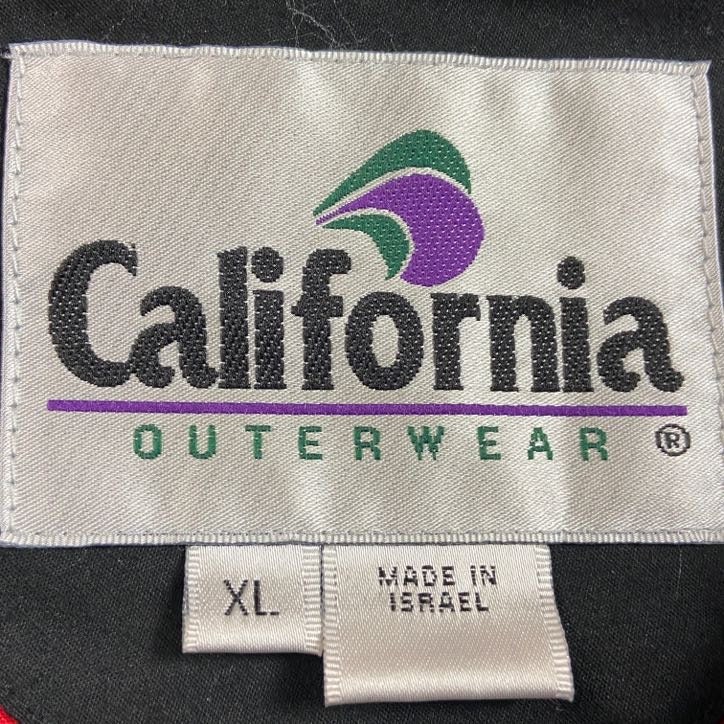 California
OUTERWEAR ®
XL
MADE IN
ISRAEL